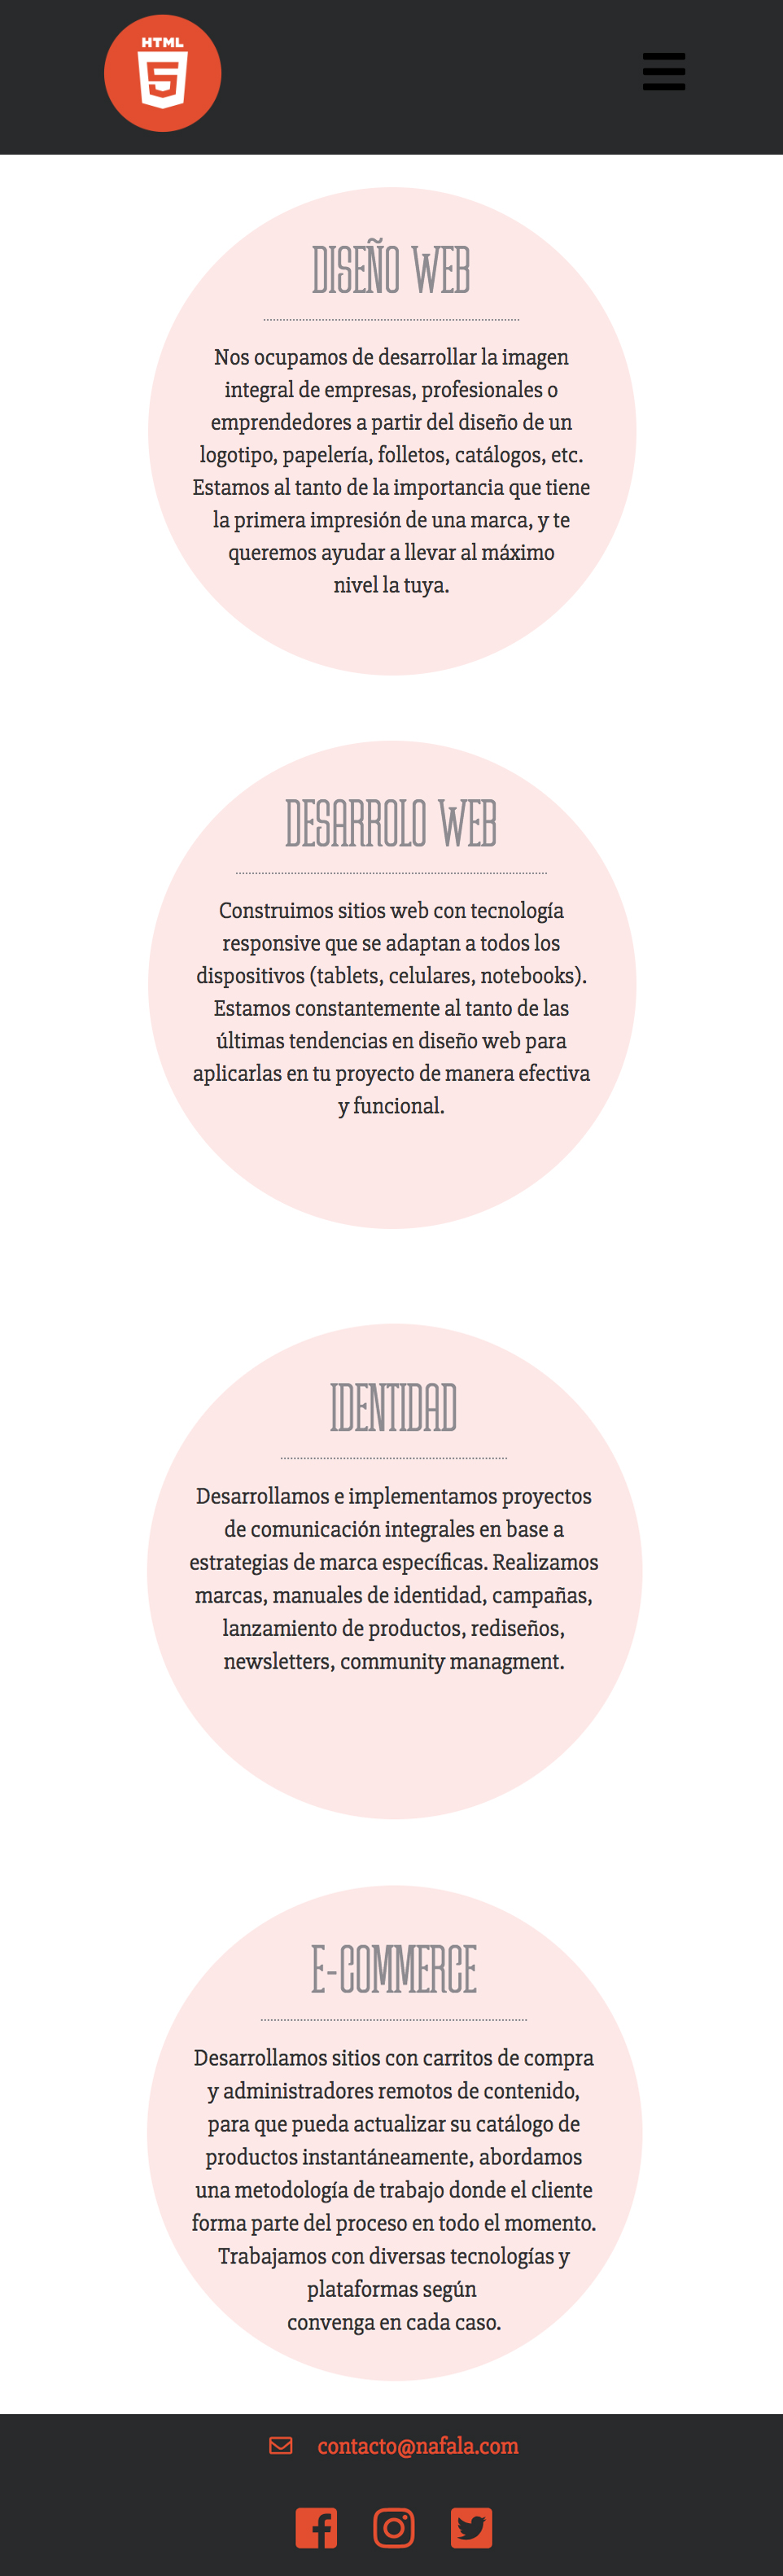 HTML
5
DISEÑO WEB
Nos ocupamos de desarrollar la imagen
integral de empresas, profesionales o
emprendedores a partir del diseño de un
logotipo, papelería, folletos, catálogos, etc.
Estamos al tanto de la importancia que tiene
la primera impresión de una marca, y te
queremos ayudar a llevar al máximo
nivel la tuya.
DESARROLO WEB
Construimos sitios web con tecnología
responsive que se adaptan a todos los
dispositivos (tablets, celulares, notebooks).
Estamos constantemente al tanto de las
últimas tendencias en diseño web para
aplicarlas en tu proyecto de manera efectiva
y funcional.
IDENTIDAD
Desarrollamos e implementamos proyectos
de comunicación integrales en base a
estrategias de marca específicas. Realizamos
marcas, manuales de identidad, campañas,
lanzamiento de productos, rediseños,
newsletters, community managment.
E-COMMERCE
Desarrollamos sitios con carritos de compra
y administradores remotos de contenido,
para que pueda actualizar su catálogo de
productos instantáneamente, abordamos
una metodología de trabajo donde el cliente
forma parte del proceso en todo el momento.
Trabajamos con diversas tecnologías y
plataformas según
convenga en cada caso.
contacto@nafala.com